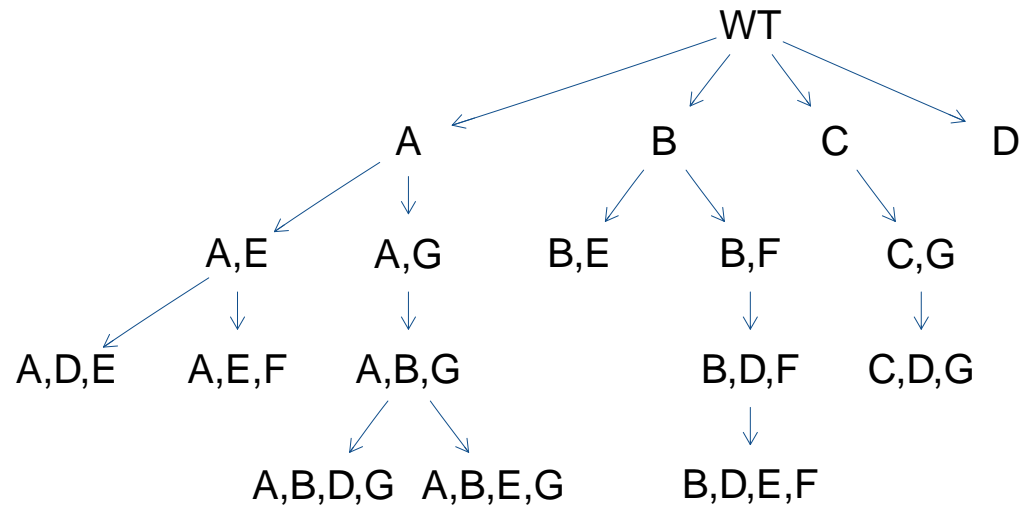 WT
A B C D
A,E A,G B,E B,F C,G
A,D,E A,E,F A,B,G B,D,F C,D,G
A,B,D,G A,B,E,G B,D,E,F